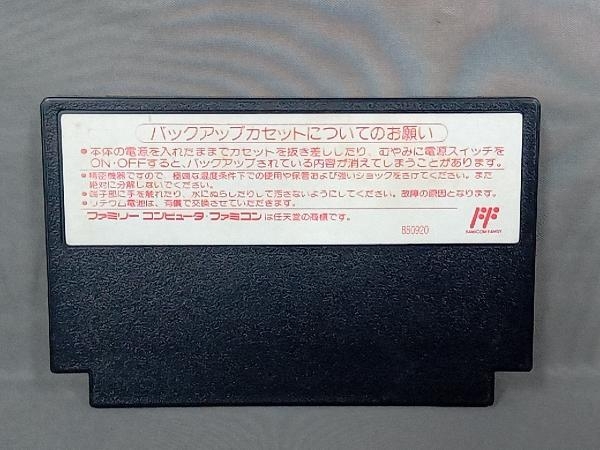 バックアップカセットについてのお願い
●本体の電源を入れたままでカセットを抜き差ししたり、むやみに電源スイッチを
ON・OFFすると、バックアップされている内容が消えてしまうことがあります。
●精密機器ですので、極端な温度条件下での使用や保管および強いショックをさけてください。また
絶対に分解しないでください。
●端子部に手を触れたり、水にぬらしたりして汚さないようにしてください。故障の原因となります。
●リチウム電池は、有償で交換させていただきます。
ファミリーコンピュータ・ファミコンは任天堂の商標です。
B80920
FAMICOM FAMILY